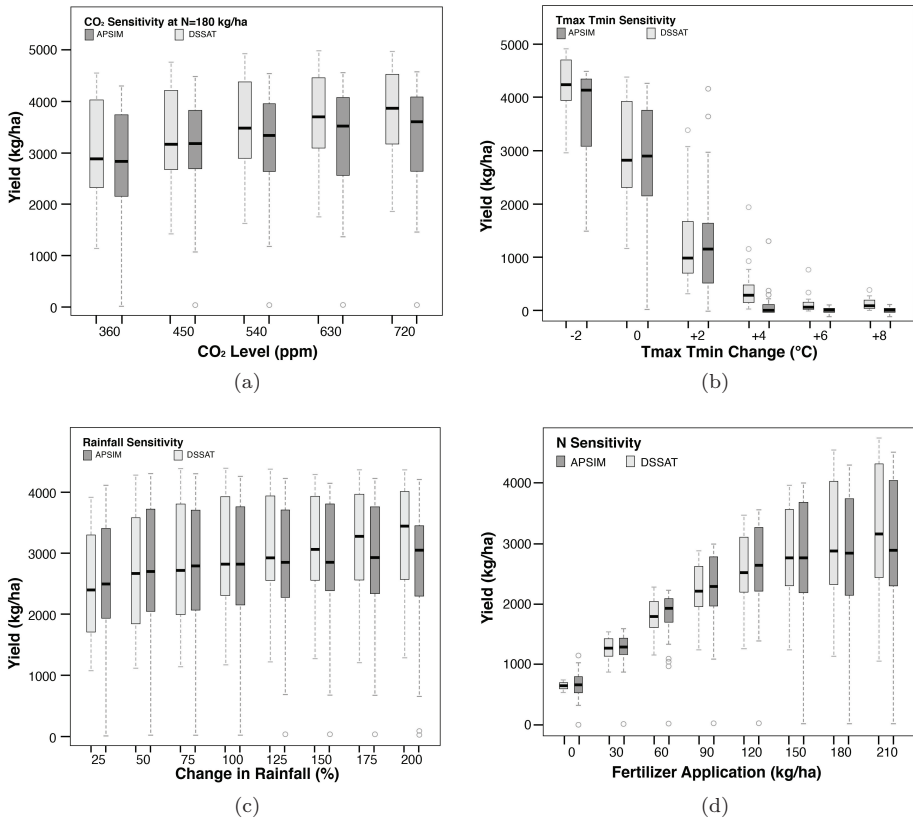 CO₂ Sensitivity at N=180 kg/ha
APSIM DSSAT
5000
4000
3000
2000
1000
0
Yield (kg/ha)
360 450 540 630 720
CO₂ Level (ppm)
(a)
Tmax Tmin Sensitivity
DSSAT APSIM
5000
4000
3000
2000
1000
0
Yield (kg/ha)
-2 0 +2 +4 +6 +8
Tmax Tmin Change (°C)
(b)
Rainfall Sensitivity
APSIM DSSAT
4000
3000
2000
1000
0
Yield (kg/ha)
25 50 75 100 125 150 175 200
Change in Rainfall (%)
(c)
N Sensitivity
APSIM DSSAT
4000
3000
2000
1000
0
Yield (kg/ha)
0 30 60 90 120 150 180 210
Fertilizer Application (kg/ha)
(d)